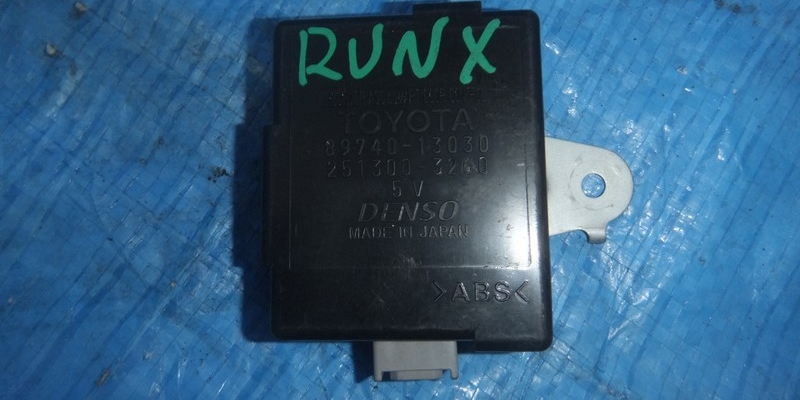 RUNX
TOYOTA
89740-13030
251300-3260
5V
DENSO
MADE IN JAPAN
>ABS<